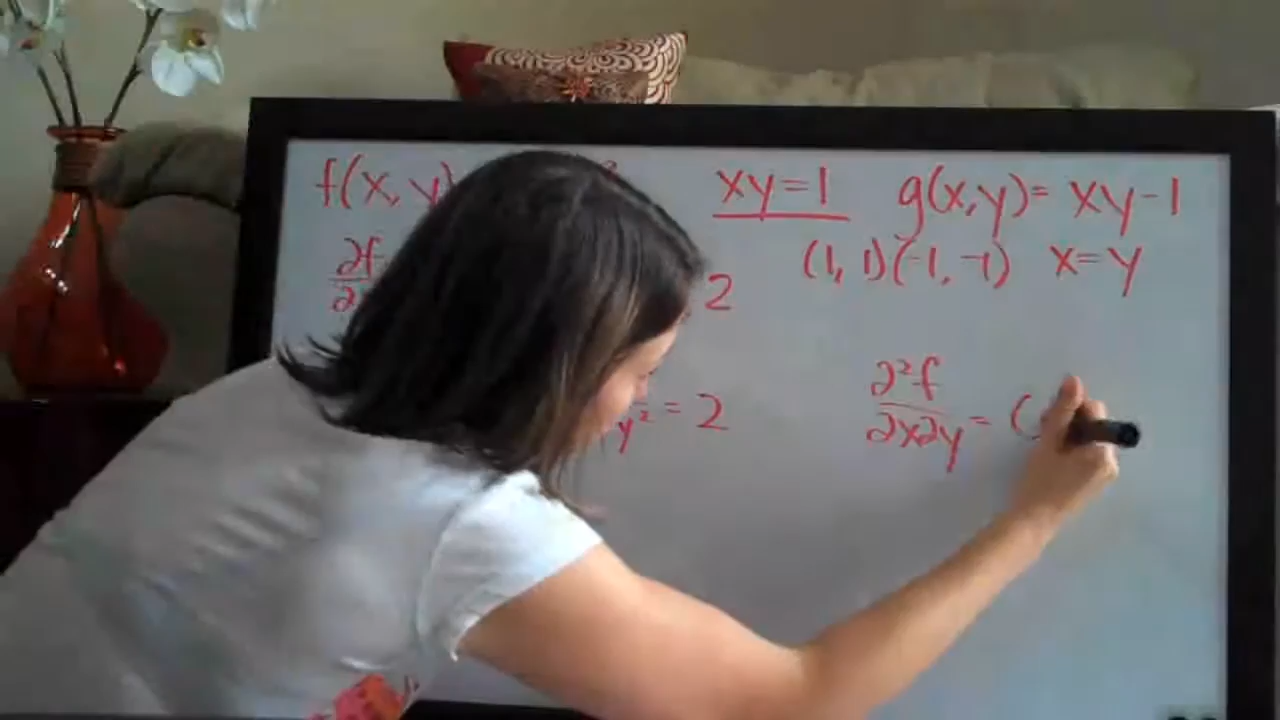 f(x, y) xy=1 g(x,y)= xy-1
∂f 2 (1, 1)(-1, -1) x=y
y² = 2 ∂²f/∂x∂y = (